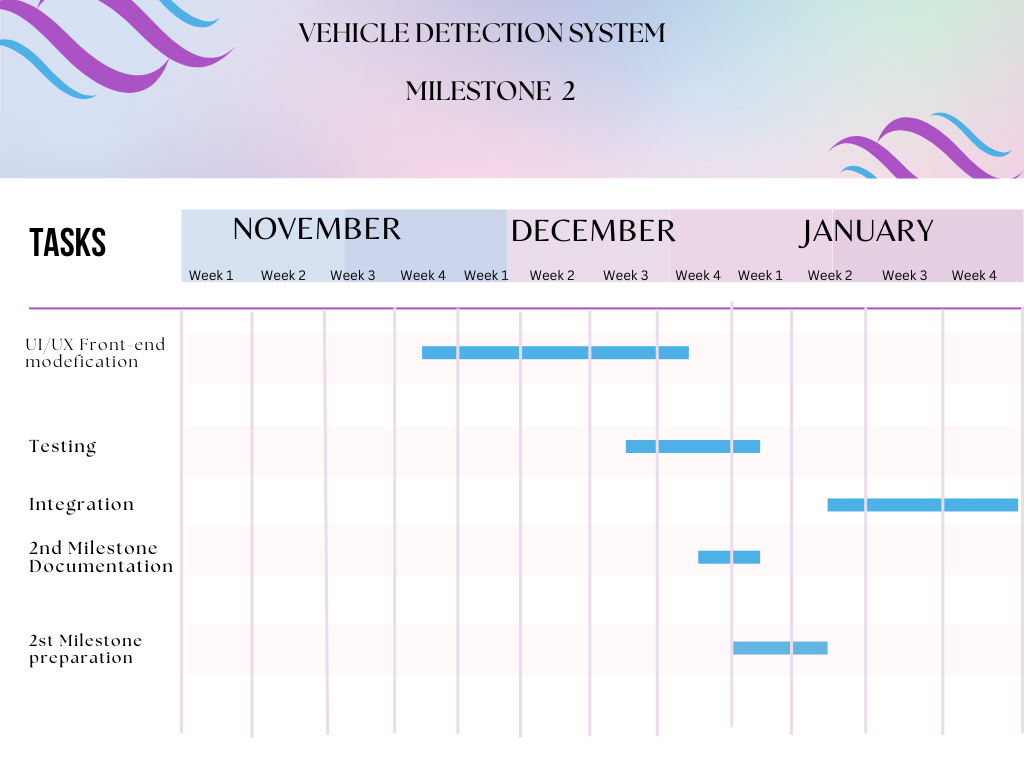 VEHICLE DETECTION SYSTEM
MILESTONE 2
TASKS
NOVEMBER DECEMBER JANUARY
Week 1 Week 2 Week 3 Week 4 Week 1 Week 2 Week 3 Week 4 Week 1 Week 2 Week 3 Week 4
UI/UX Front-end
modefication
Testing
Integration
2nd Milestone
Documentation
2st Milestone
preparation